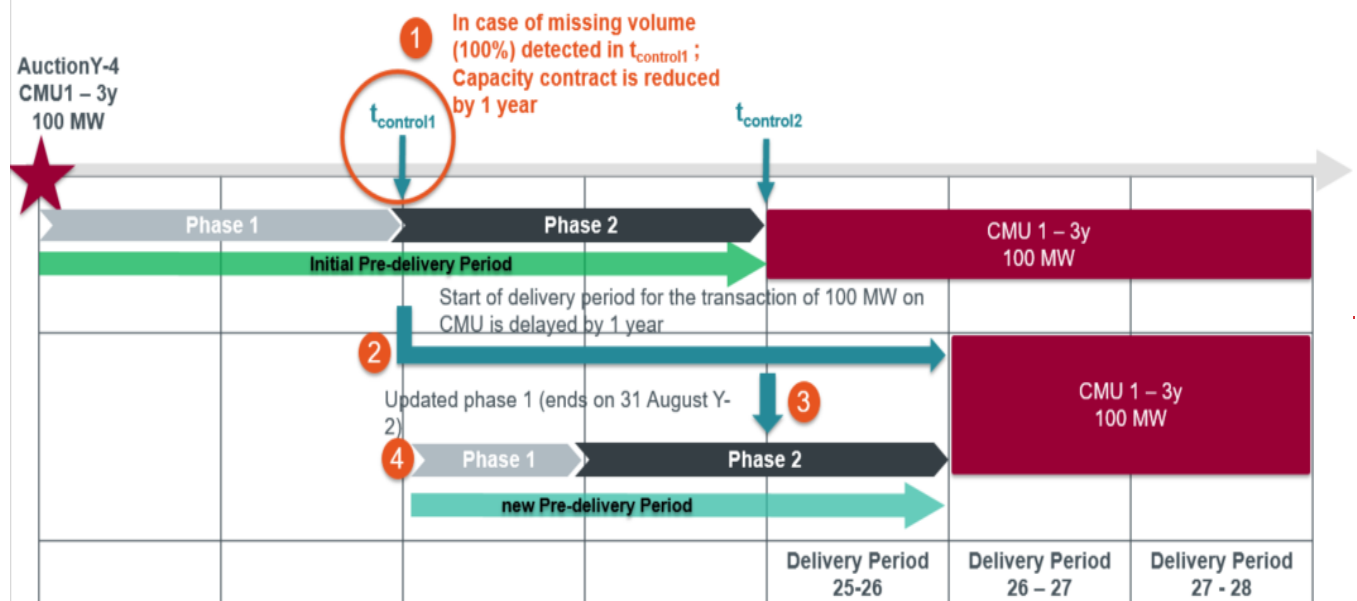 1
In case of missing volume
(100%) detected in tcontrol1 ;
Capacity contract is reduced
by 1 year
AuctionY-4
CMU1 – 3y
100 MW
tcontrol1
tcontrol2
Phase 1
Phase 2
CMU 1 – 3y
100 MW
Initial Pre-delivery Period
Start of delivery period for the transaction of 100 MW on
CMU is delayed by 1 year
2
CMU 1 – 3y
100 MW
3
Updated phase 1 (ends on 31 August Y-
2)
4
Phase 1
Phase 2
new Pre-delivery Period
Delivery Period
25-26
Delivery Period
26 – 27
Delivery Period
27 - 28